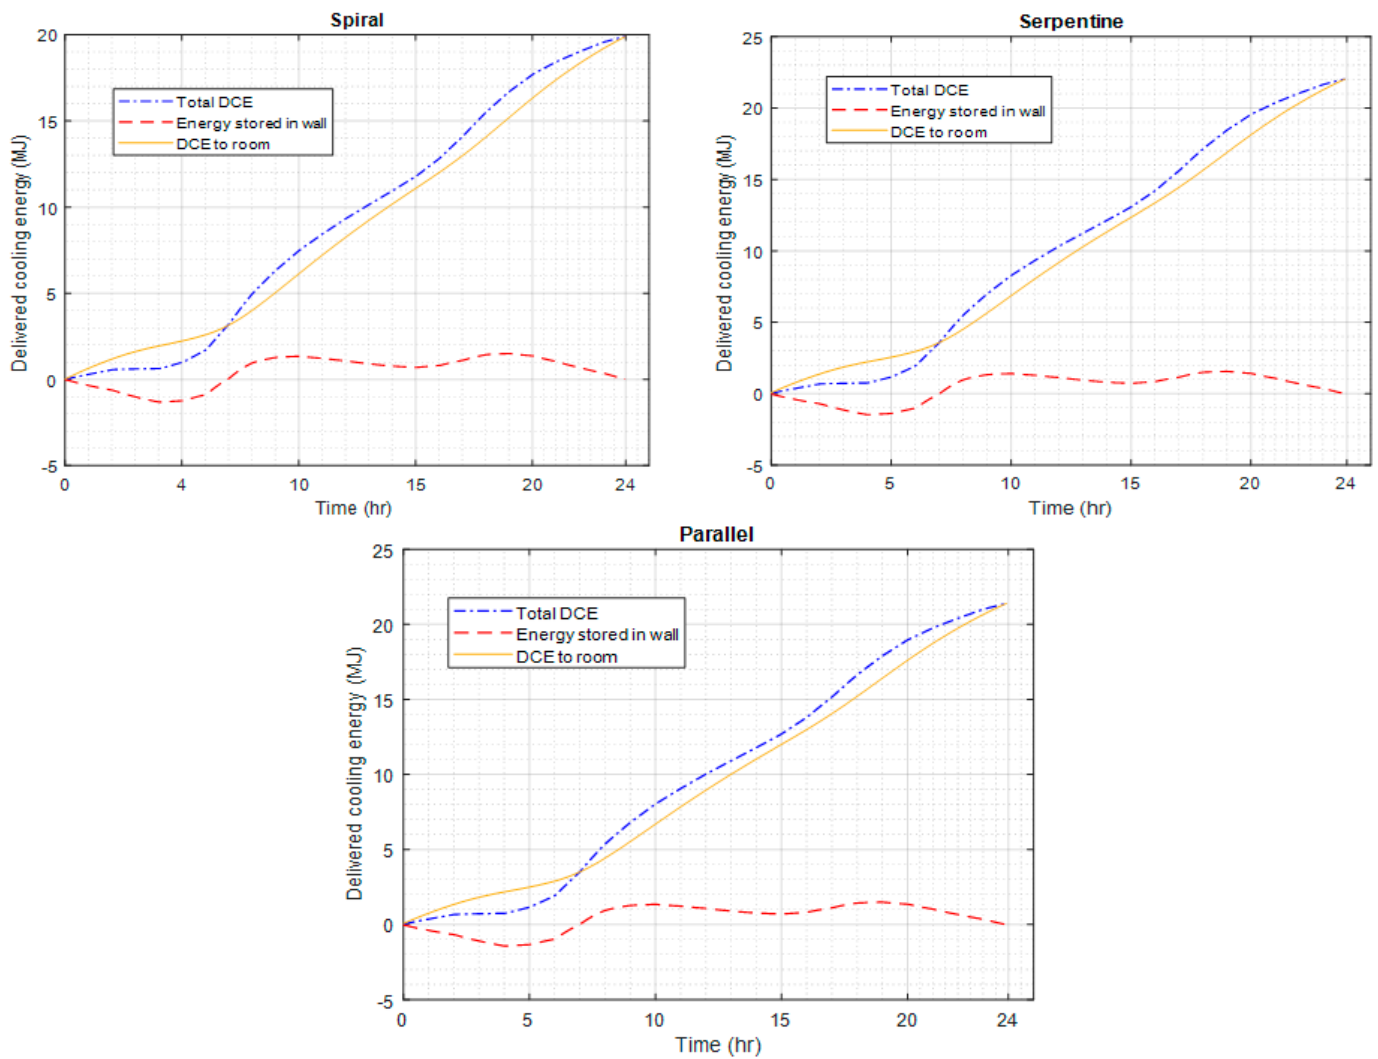 Spiral
Delivered cooling energy (MJ)
20
15
10
5
0
-5
Total DCE
Energy stored in wall
DCE to room
0 4 10 15 20 24
Time (hr)
Serpentine
Delivered cooling energy (MJ)
25
20
15
10
5
0
-5
Total DCE
Energy stored in wall
DCE to room
0 5 10 15 20 24
Time (hr)
Parallel
Delivered cooling energy (MJ)
25
20
15
10
5
0
-5
Total DCE
Energy stored in wall
DCE to room
0 5 10 15 20 24
Time (hr)